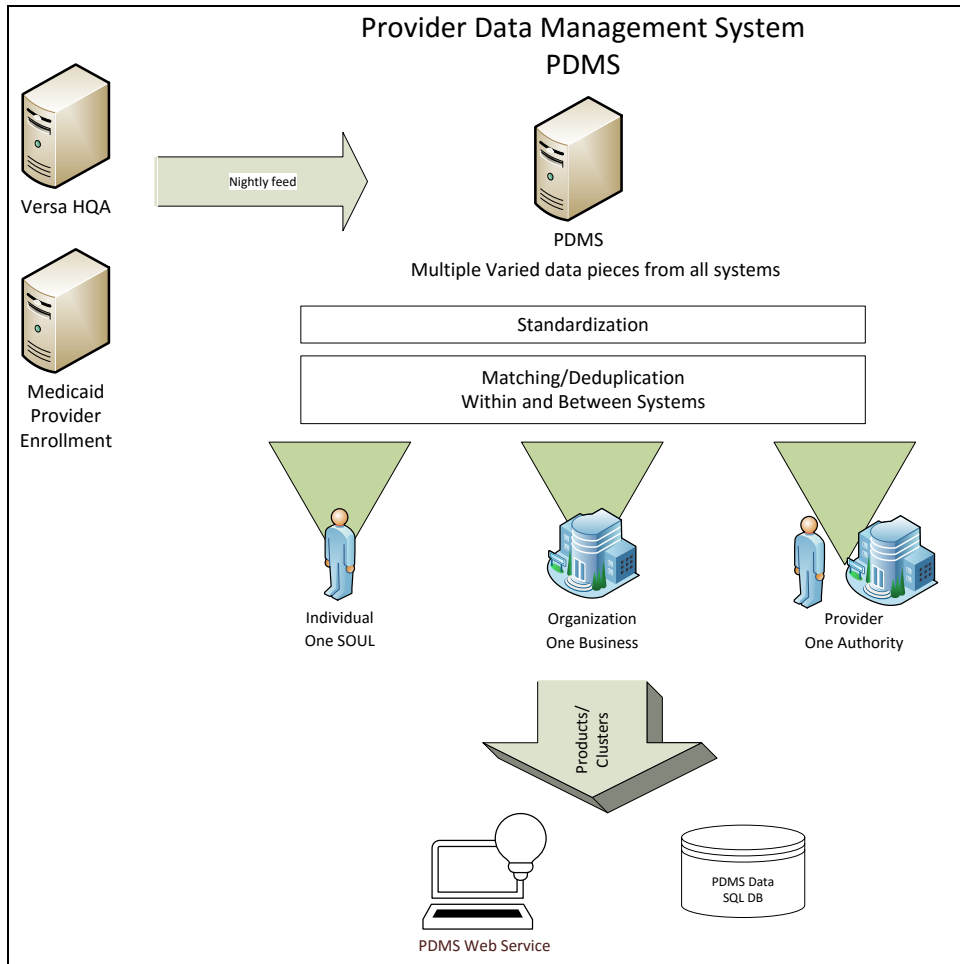 Provider Data Management System
PDMS
Versa HQA
Nightly feed
PDMS
Multiple Varied data pieces from all systems
Medicaid
Provider
Enrollment
Standardization
Matching/Deduplication
Within and Between Systems
Individual
One SOUL
Organization
One Business
Provider
One Authority
Products/
Clusters
PDMS Web Service
PDMS Data
SQL DB